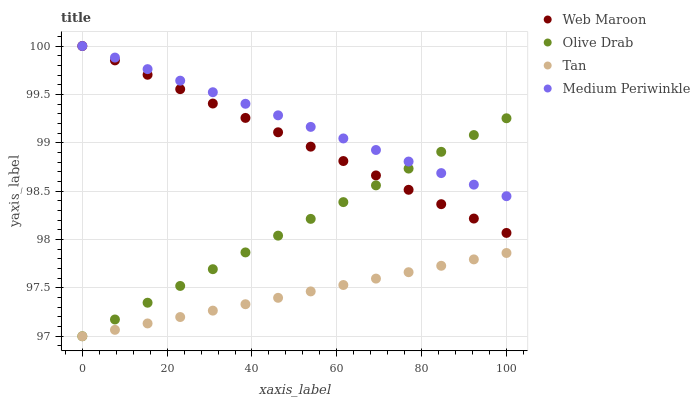 title
100
99.5
99
98.5
98
97.5
97
0
20
40
60
80
100
xaxis_label
yaxis_label
Web Maroon
Olive Drab
Tan
Medium Periwinkle